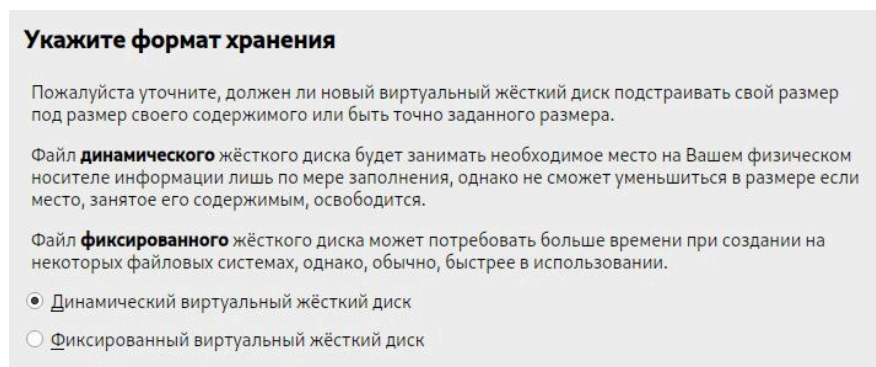 Укажите формат хранения
Пожалуйста уточните, должен ли новый виртуальный жёсткий диск подстраивать свой размер
под размер своего содержимого или быть точно заданного размера.
Файл динамического жёсткого диска будет занимать необходимое место на Вашем физическом
носителе информации лишь по мере заполнения, однако не сможет уменьшиться в размере если
место, занятое его содержимым, освободится.
Файл фиксированного жёсткого диска может потребовать больше времени при создании на
некоторых файловых системах, однако, обычно, быстрее в использовании.
Динамический виртуальный жёсткий диск
Фиксированный виртуальный жёсткий диск